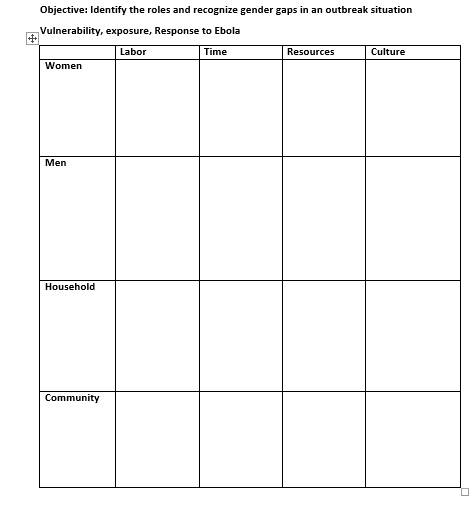 Objective: Identify the roles and recognize gender gaps in an outbreak situation
Vulnerability, exposure, Response to Ebola
Labor Time Resources Culture
Women
Men
Household
Community